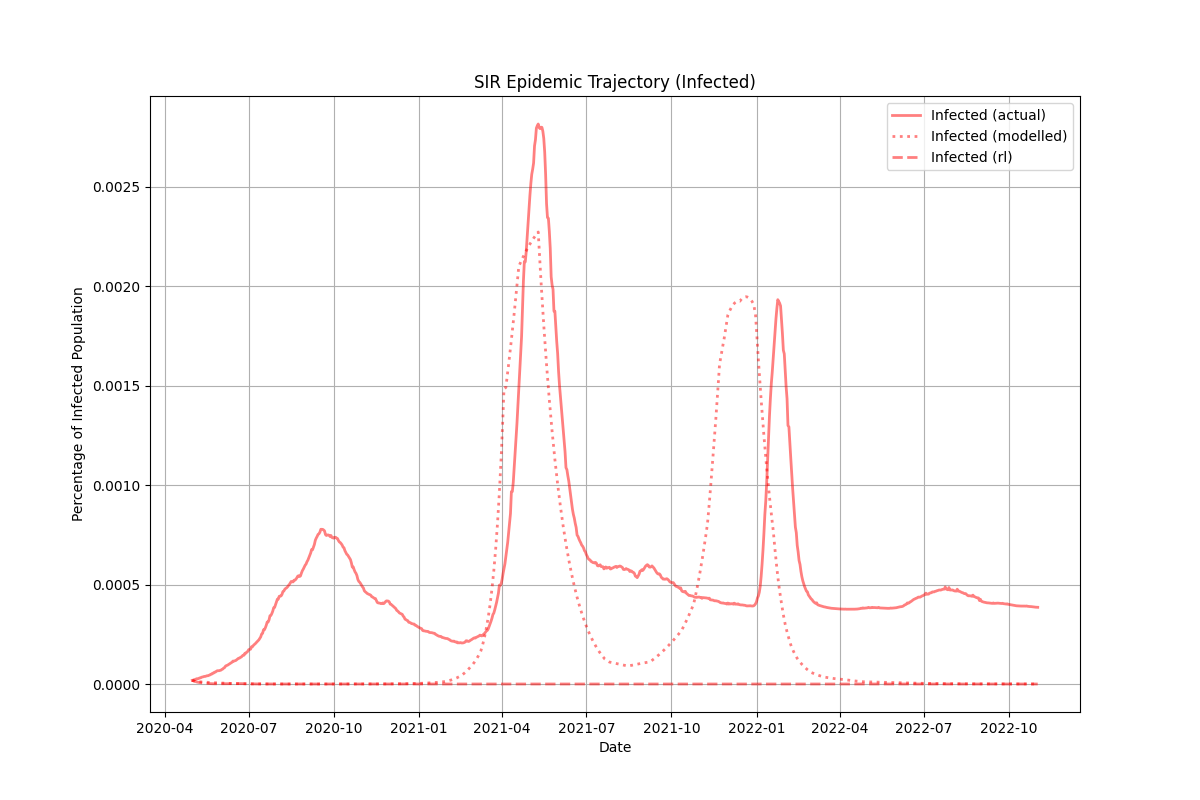 SIR Epidemic Trajectory (Infected)
Infected (actual)
Infected (modelled)
Infected (rl)
Percentage of Infected Population
0.0025
0.0020
0.0015
0.0010
0.0005
0.0000
2020-04 2020-07 2020-10 2021-01 2021-04 2021-07 2021-10 2022-01 2022-04 2022-07 2022-10
Date